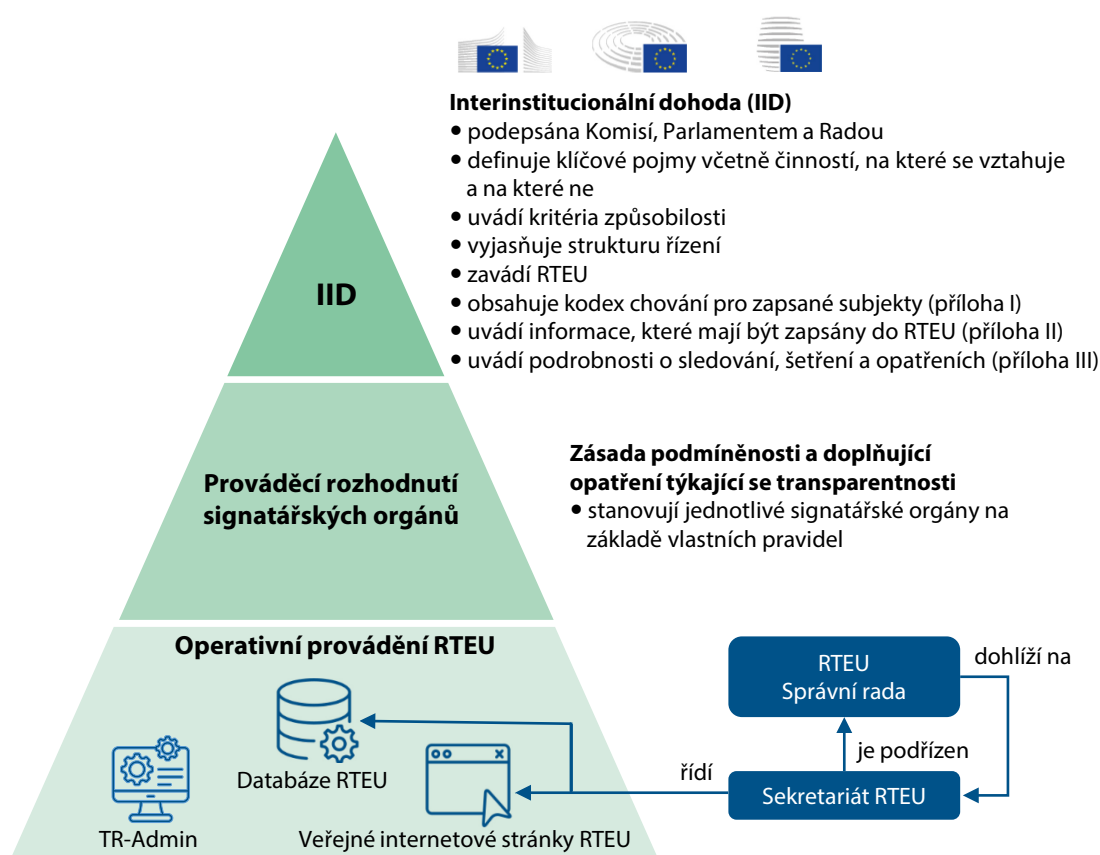 Interinstitucionální dohoda (IID)
• podepsána Komisí, Parlamentem a Radou
• definuje klíčové pojmy včetně činností, na které se vztahuje
a na které ne
• uvádí kritéria způsobilosti
• vyjasňuje strukturu řízení
• zavádí RTEU
• obsahuje kodex chování pro zapsané subjekty (příloha I)
• uvádí informace, které mají být zapsány do RTEU (příloha II)
• uvádí podrobnosti o sledování, šetření a opatřeních (příloha III)
IID
Prováděcí rozhodnutí
signatářských orgánů
Zásada podmíněnosti a doplňující
opatření týkající se transparentnosti
• stanovují jednotlivé signatářské orgány na
základě vlastních pravidel
Operativní provádění RTEU
Databáze RTEU
TR-Admin
Veřejné internetové stránky RTEU
RTEU
Správní rada
dohlíží na
je podřízen
řídí
Sekretariát RTEU